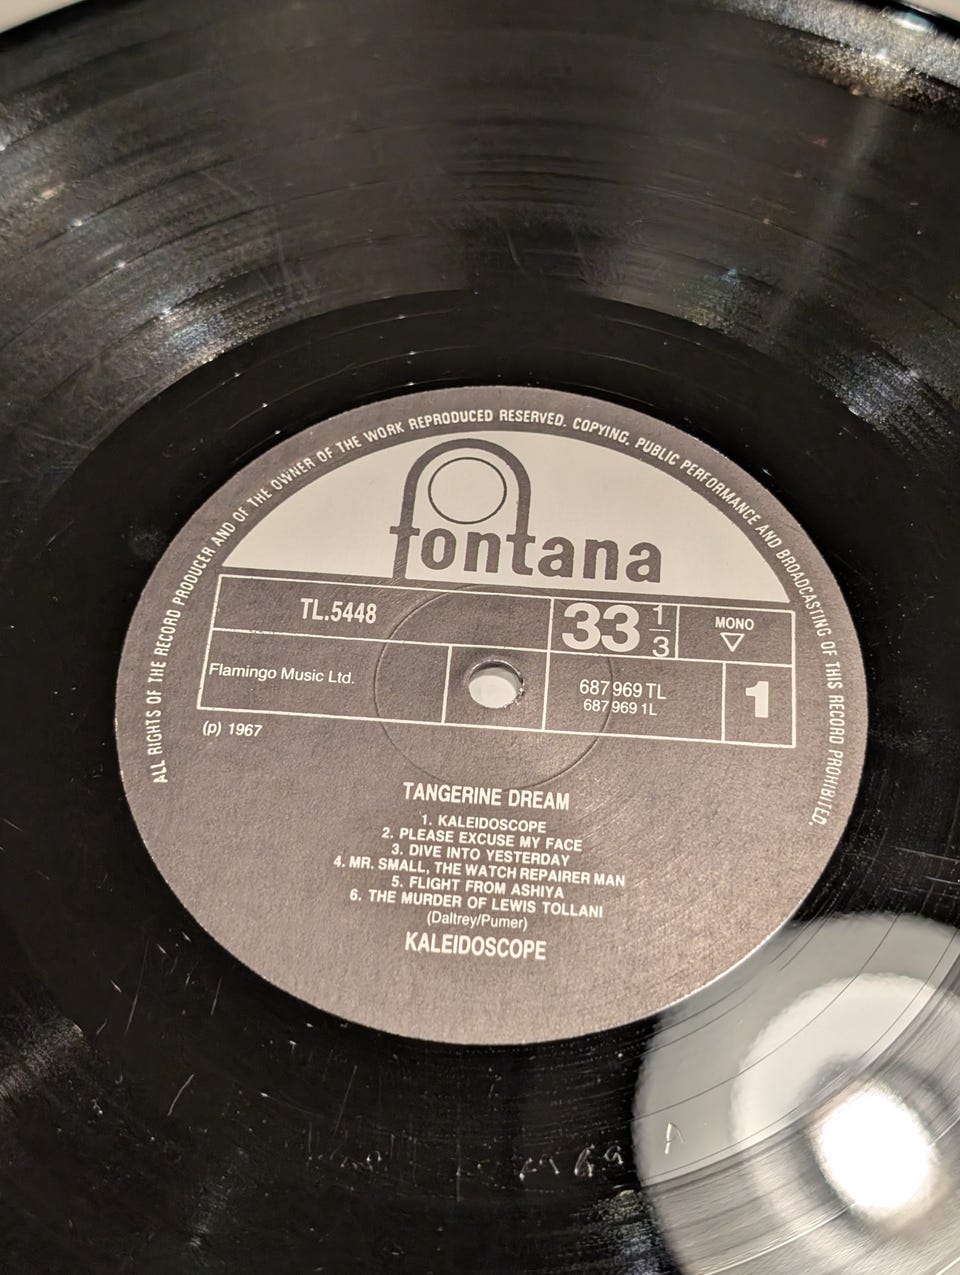 ALL RIGHTS OF THE RECORD PRODUCER AND OF THE OWNER OF THE WORK REPRODUCED RESERVED. COPYING, PUBLIC PERFORMANCE AND BROADCASTING OF THIS RECORD PROHIBITED.
fontana
TL.5448
33 1/3
MONO
Flamingo Music Ltd.
687 969 TL
687 969 1L
1
(p) 1967
TANGERINE DREAM
1. KALEIDOSCOPE
2. PLEASE EXCUSE MY FACE
3. DIVE INTO YESTERDAY
4. MR. SMALL, THE WATCH REPAIRER MAN
5. FLIGHT FROM ASHIYA
6. THE MURDER OF LEWIS TOLLANI
(Daltrey/Pumer)
KALEIDOSCOPE